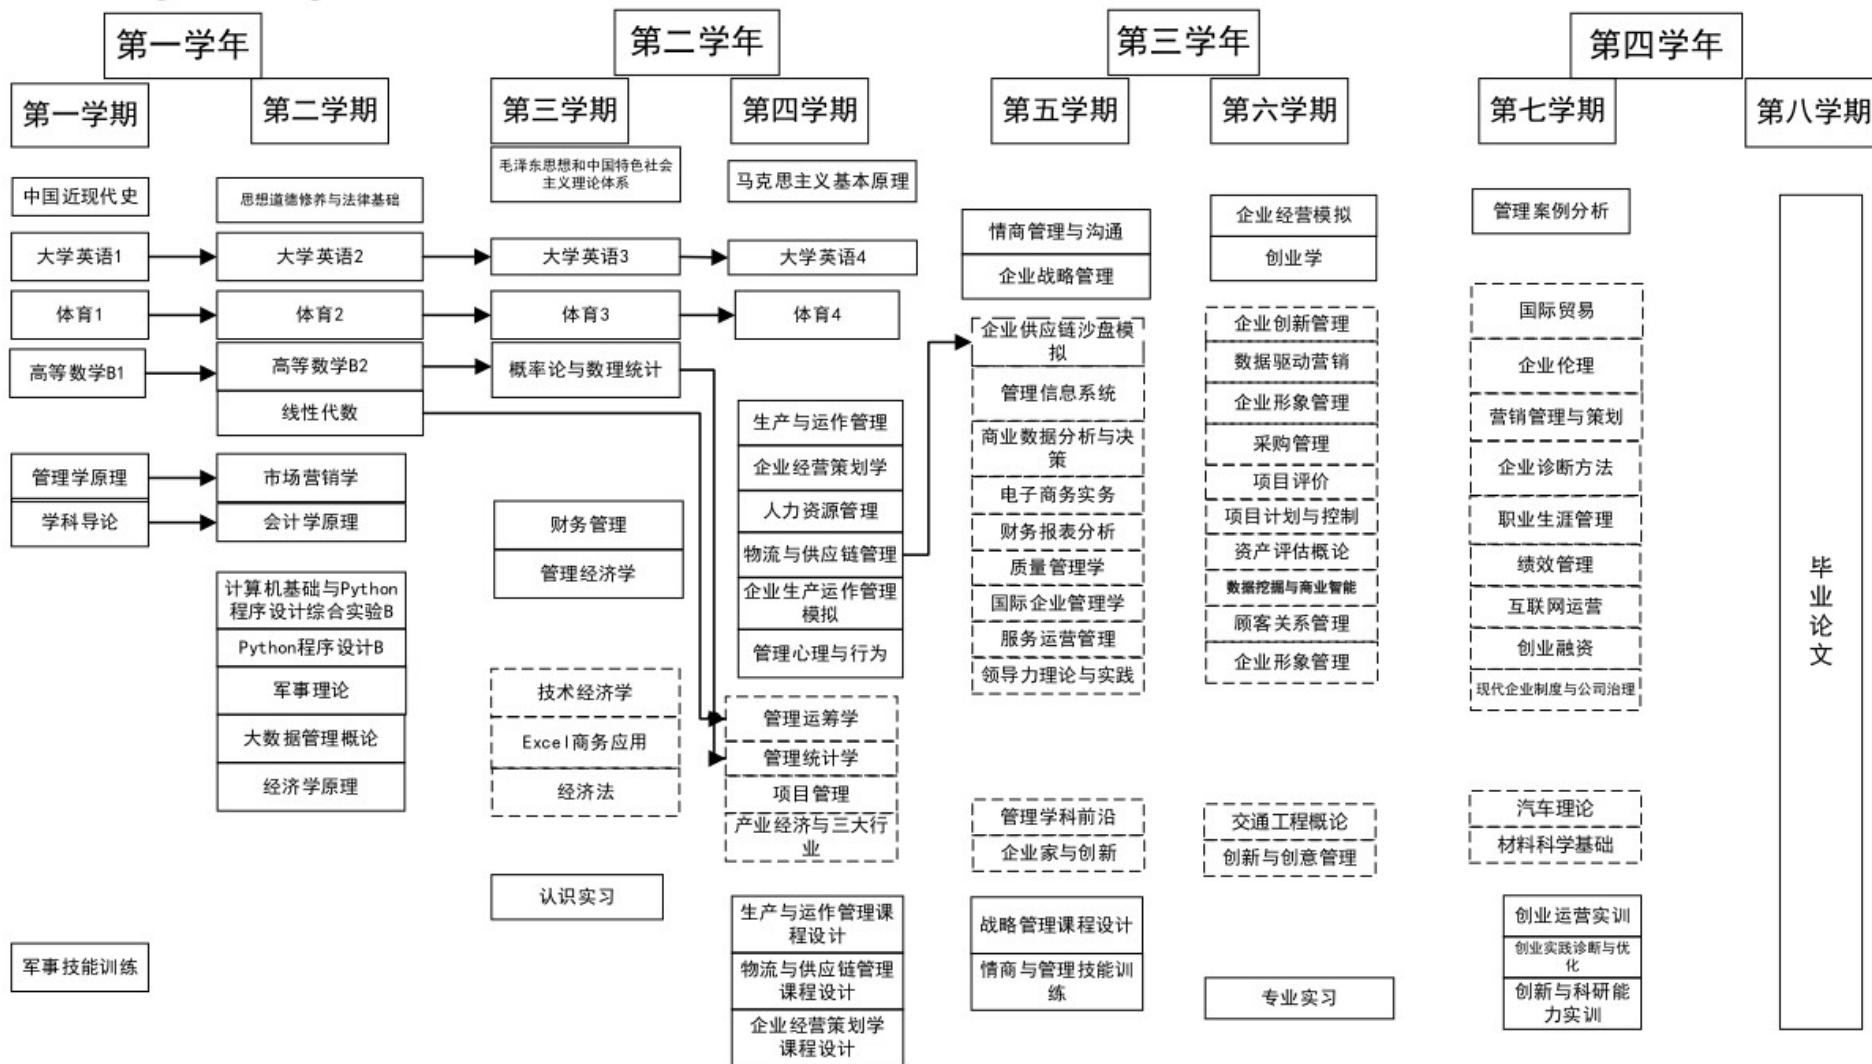 第一学年
第二学年
第三学年
第四学年
第一学期
第二学期
第三学期
第四学期
第五学期
第六学期
第七学期
第八学期
中国近现代史
大学英语1
体育1
高等数学B1
管理学原理
学科导论
军事技能训练
思想道德修养与法律基础
大学英语2
体育2
高等数学B2
线性代数
市场营销学
会计学原理
计算机基础与Python
程序设计综合实验B
Python程序设计B
军事理论
大数据管理概论
经济学原理
毛泽东思想和中国特色社会
主义理论体系
大学英语3
体育3
概率论与数理统计
财务管理
管理经济学
技术经济学
Excel商务应用
经济法
认识实习
马克思主义基本原理
大学英语4
体育4
生产与运作管理
企业经营策划学
人力资源管理
物流与供应链管理
企业生产运作管理
模拟
管理心理与行为
管理运筹学
管理统计学
项目管理
产业经济与三大行
业
生产与运作管理课
程设计
物流与供应链管理
课程设计
企业经营策划学
课程设计
情商管理与沟通
企业战略管理
企业供应链沙盘模
拟
管理信息系统
商业数据分析与决
策
电子商务实务
财务报表分析
质量管理学
国际企业管理学
服务运营管理
领导力理论与实践
管理学科前沿
企业家与创新
战略管理课程设计
情商与管理技能训
练
企业经营模拟
创业学
企业创新管理
数据驱动营销
企业形象管理
采购管理
项目评价
项目计划与控制
资产评估概论
数据挖掘与商业智能
顾客关系管理
企业形象管理
交通工程概论
创新与创意管理
专业实习
管理案例分析
国际贸易
企业伦理
营销管理与策划
企业诊断方法
职业生涯管理
绩效管理
互联网运营
创业融资
现代企业制度与公司治理
汽车理论
材料科学基础
创业运营实训
创业实践诊断与优
化
创新与科研能
力实训
毕业论文